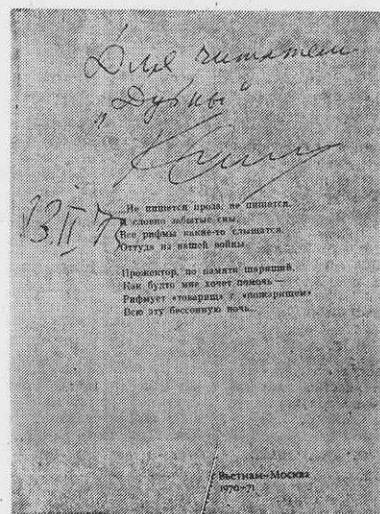 Для читателей
„Дубны“
13.II.7
...Не пишется проза, не пишется,
И словно забытые сны,
Все рифмы какие-то слышатся
Оттуда из нашей войны.
Прожектор, по памяти шарящий,
Как будто мне хочет помочь —
Рифмует «товарищ» с «пожарищем»
Всю эту бессонную ночь...
Вьетнам—Москва
1970—71